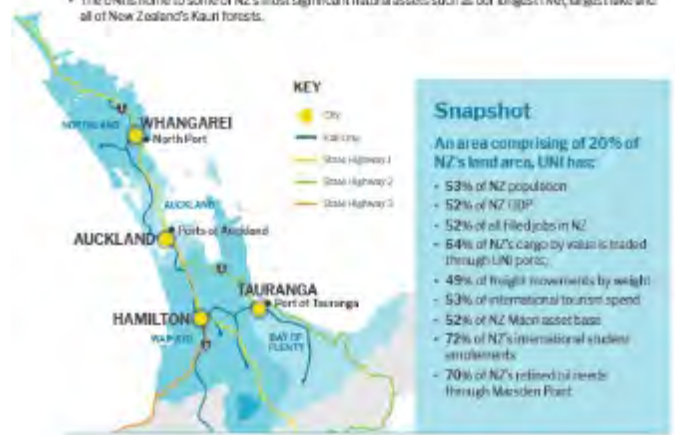 • The UNI is home to some of NZ's most significant natural assets such as our longest river, largest lake and
all of New Zealand's Kauri forests.
KEY
City
Rail Line
State Highway 1
State Highway 2
State Highway 3
NORTHLAND
WHANGAREI
North Port
AUCKLAND
Ports of Auckland
AUCKLAND
TAURANGA
Port of Tauranga
HAMILTON
WAIKATO
BAY OF
PLENTY
Snapshot
An area comprising of 20% of
NZ's land area, UNI has:
• 53% of NZ population
• 52% of NZ GDP
• 52% of all filled jobs in NZ
• 64% of NZ's cargo by value is traded
through UNI ports;
• 49% of freight movements by weight
• 53% of international tourism spend
• 52% of NZ Maori asset base
• 72% of NZ's international student
enrolements
• 70% of NZ's refined oil needs
through Marsden Point